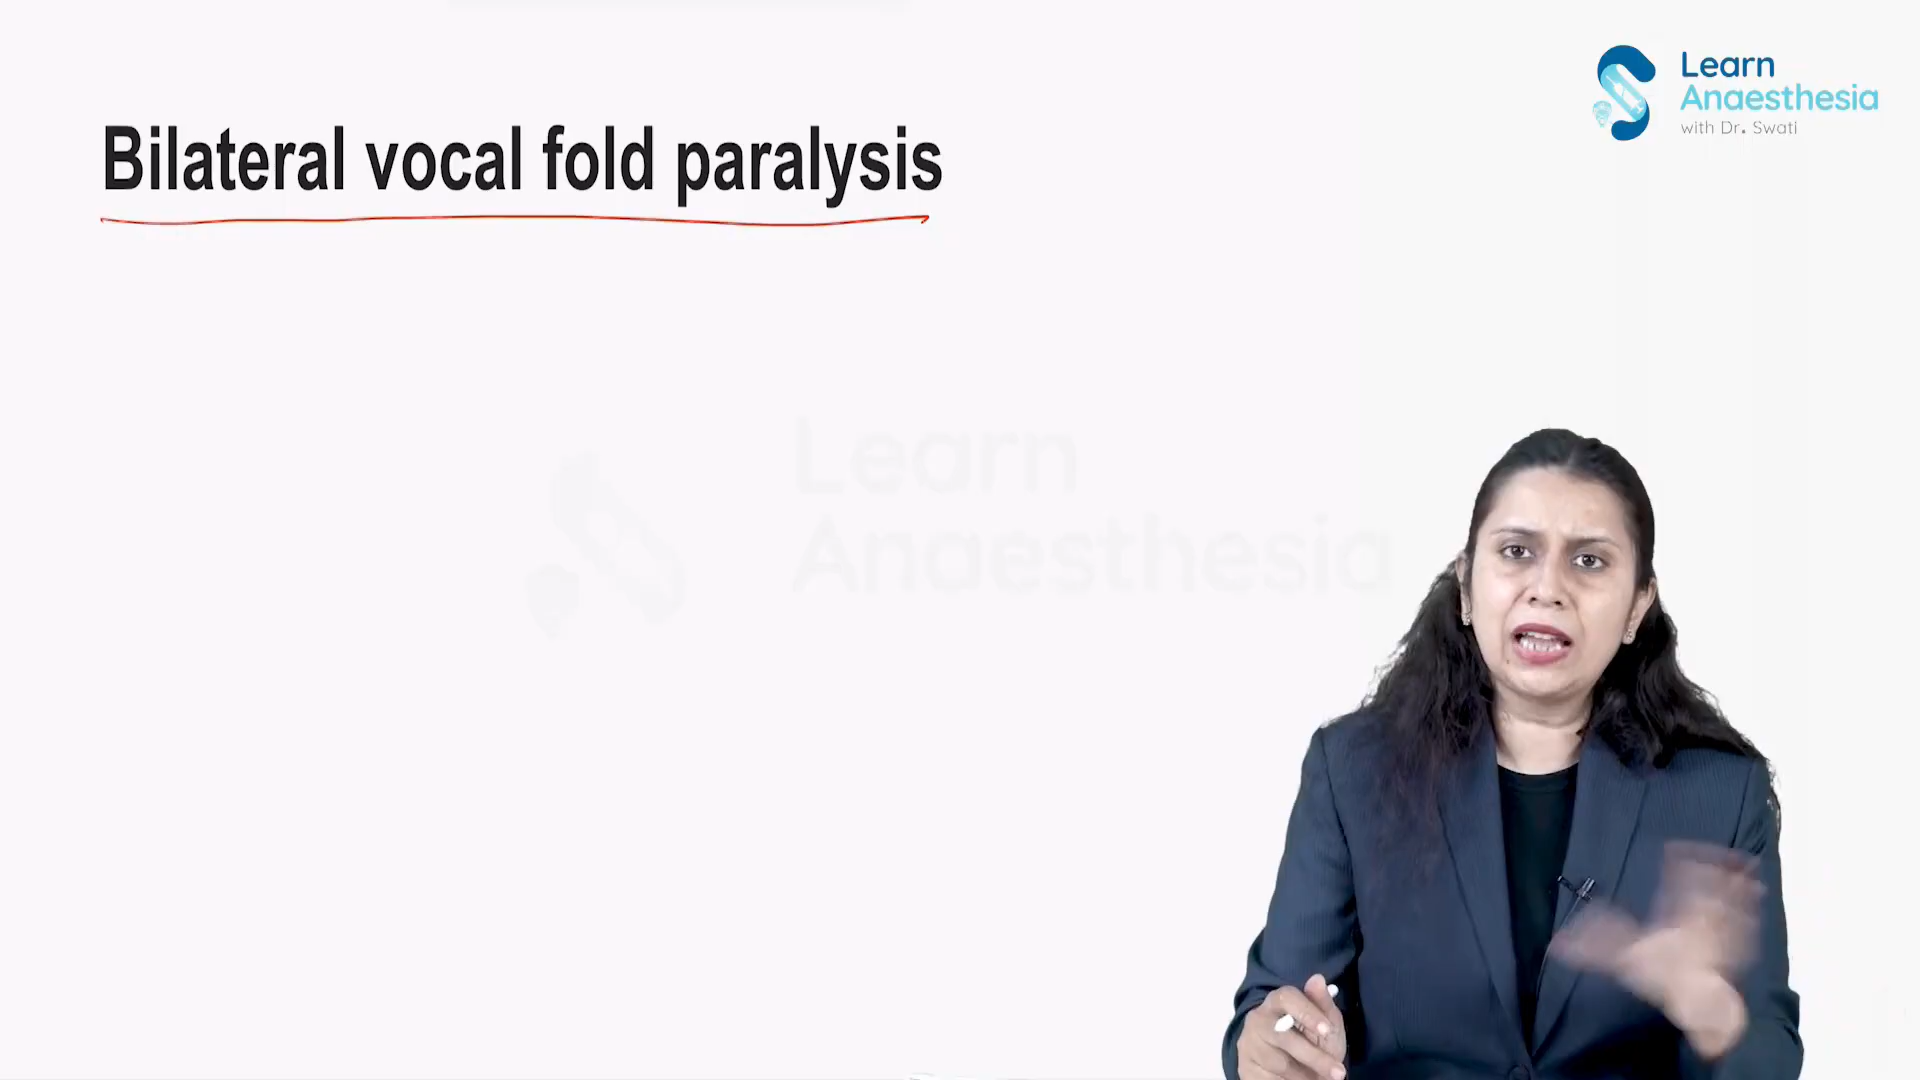 Bilateral vocal fold paralysis
Learn
Anaesthesia
with Dr. Swati
Learn
Anaesthesia